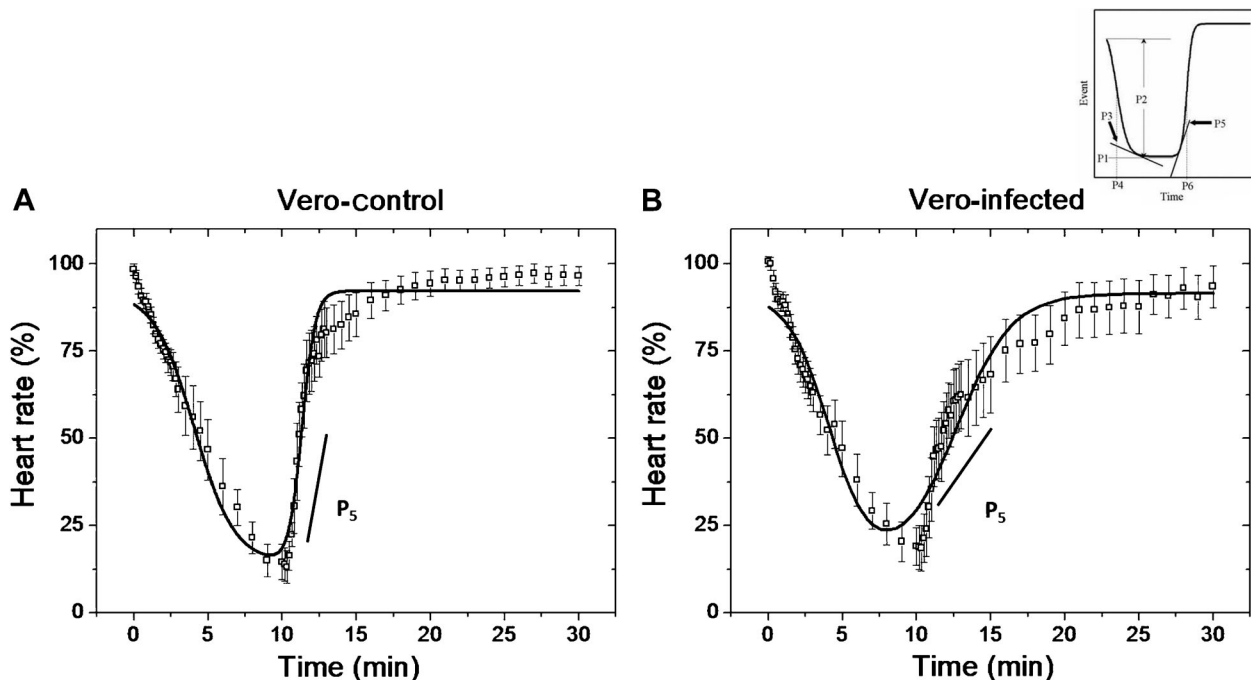 Event
P2
P3
P5
P1
P4
P6
Time
A
Vero-control
Heart rate (%)
100
75
50
25
0
P₅
0
5
10
15
20
25
30
Time (min)
B
Vero-infected
Heart rate (%)
100
75
50
25
0
P₅
0
5
10
15
20
25
30
Time (min)